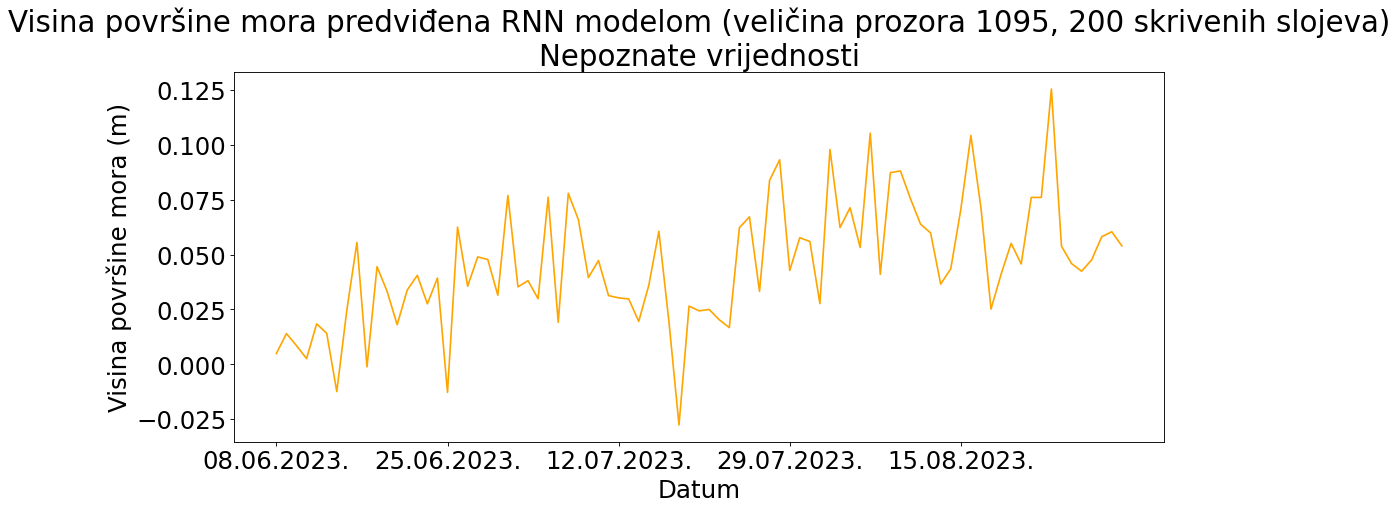 Visina površine mora predviđena RNN modelom (veličina prozora 1095, 200 skrivenih slojeva)
Nepoznate vrijednosti
Visina površine mora (m)
0.125
0.100
0.075
0.050
0.025
0.000
−0.025
08.06.2023. 25.06.2023. 12.07.2023. 29.07.2023. 15.08.2023.
Datum